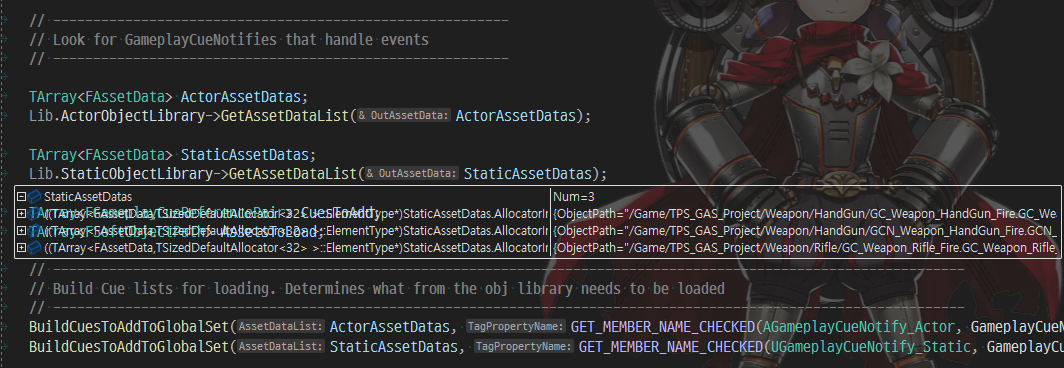 // ------------------------------------------------------------
// Look for GameplayCueNotifies that handle events
// ------------------------------------------------------------
TArray<FAssetData> ActorAssetDatas;
Lib.ActorObjectLibrary->GetAssetDataList(& OutAssetData: ActorAssetDatas);
TArray<FAssetData> StaticAssetDatas;
Lib.StaticObjectLibrary->GetAssetDataList(& OutAssetData: StaticAssetDatas);
StaticAssetDatas Num=3
((TArray<FAssetData,TSizedDefaultAllocator<32> >::ElementType*)StaticAssetDatas.AllocatorIn {ObjectPath="/Game/TPS_GAS_Project/Weapon/HandGun/GC_Weapon_HandGun_Fire.GC_We
((TArray<FAssetData,TSizedDefaultAllocator<32> >::ElementType*)StaticAssetDatas.AllocatorIn {ObjectPath="/Game/TPS_GAS_Project/Weapon/HandGun/GCN_Weapon_HandGun_Fire.GCN_
((TArray<FAssetData,TSizedDefaultAllocator<32> >::ElementType*)StaticAssetDatas.AllocatorIn {ObjectPath="/Game/TPS_GAS_Project/Weapon/Rifle/GC_Weapon_Rifle_Fire.GC_Weapon_Rifle_
// ------------------------------------------------------------------------------------------------------------------------
// Build Cue lists for loading. Determines what from the obj library needs to be loaded
// ------------------------------------------------------------------------------------------------------------------------
BuildCuesToAddToGlobalSet(AssetDataList: ActorAssetDatas, TagPropertyName: GET_MEMBER_NAME_CHECKED(AGameplayCueNotify_Actor, GameplayCueN
BuildCuesToAddToGlobalSet(AssetDataList: StaticAssetDatas, TagPropertyName: GET_MEMBER_NAME_CHECKED(UGameplayCueNotify_Static, GameplayCu